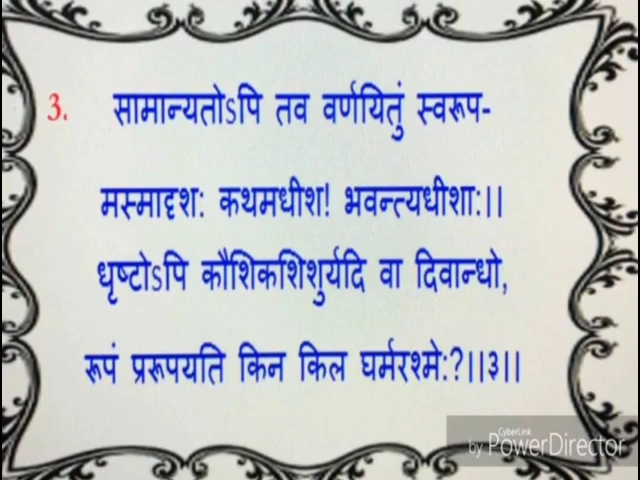 3. सामान्यतोऽपि तव वर्णयितुं स्वरूप-
मस्मादृश: कथमधीश! भवन्त्यधीशा:।।
धृष्टोऽपि कौशिकशिशुर्यदि वा दिवान्धो,
रूपं प्ररूपयति किन किल घर्मरश्मे:?।।३।।
CyberLink
by PowerDirector